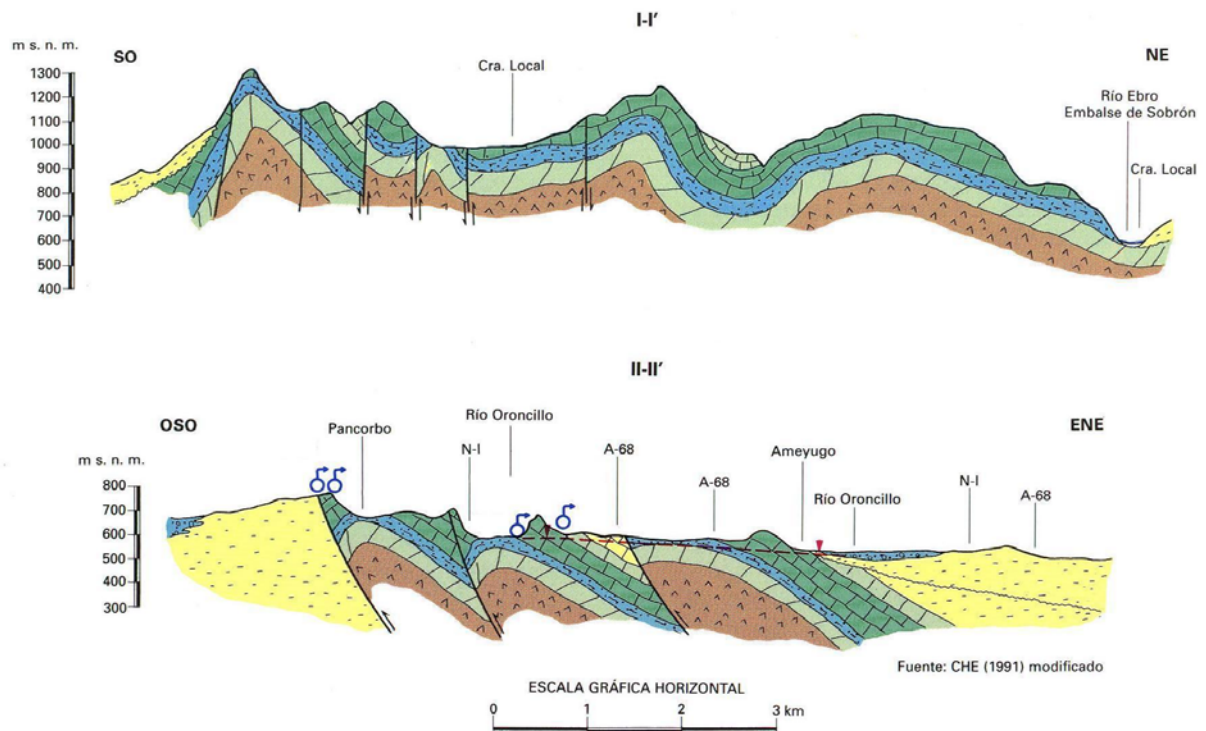 I-I'
m s. n. m.
SO
NE
Cra. Local
Río Ebro
Embalse de Sobrón
Cra. Local
1300
1200
1100
1000
900
800
700
600
500
400
II-II'
OSO
ENE
Pancorbo
Río Oroncillo
N-I
A-68
A-68
Ameyugo
Río Oroncillo
N-I
A-68
m s. n. m.
800
700
600
500
400
300
Fuente: CHE (1991) modificado
ESCALA GRÁFICA HORIZONTAL
0 1 2 3 km